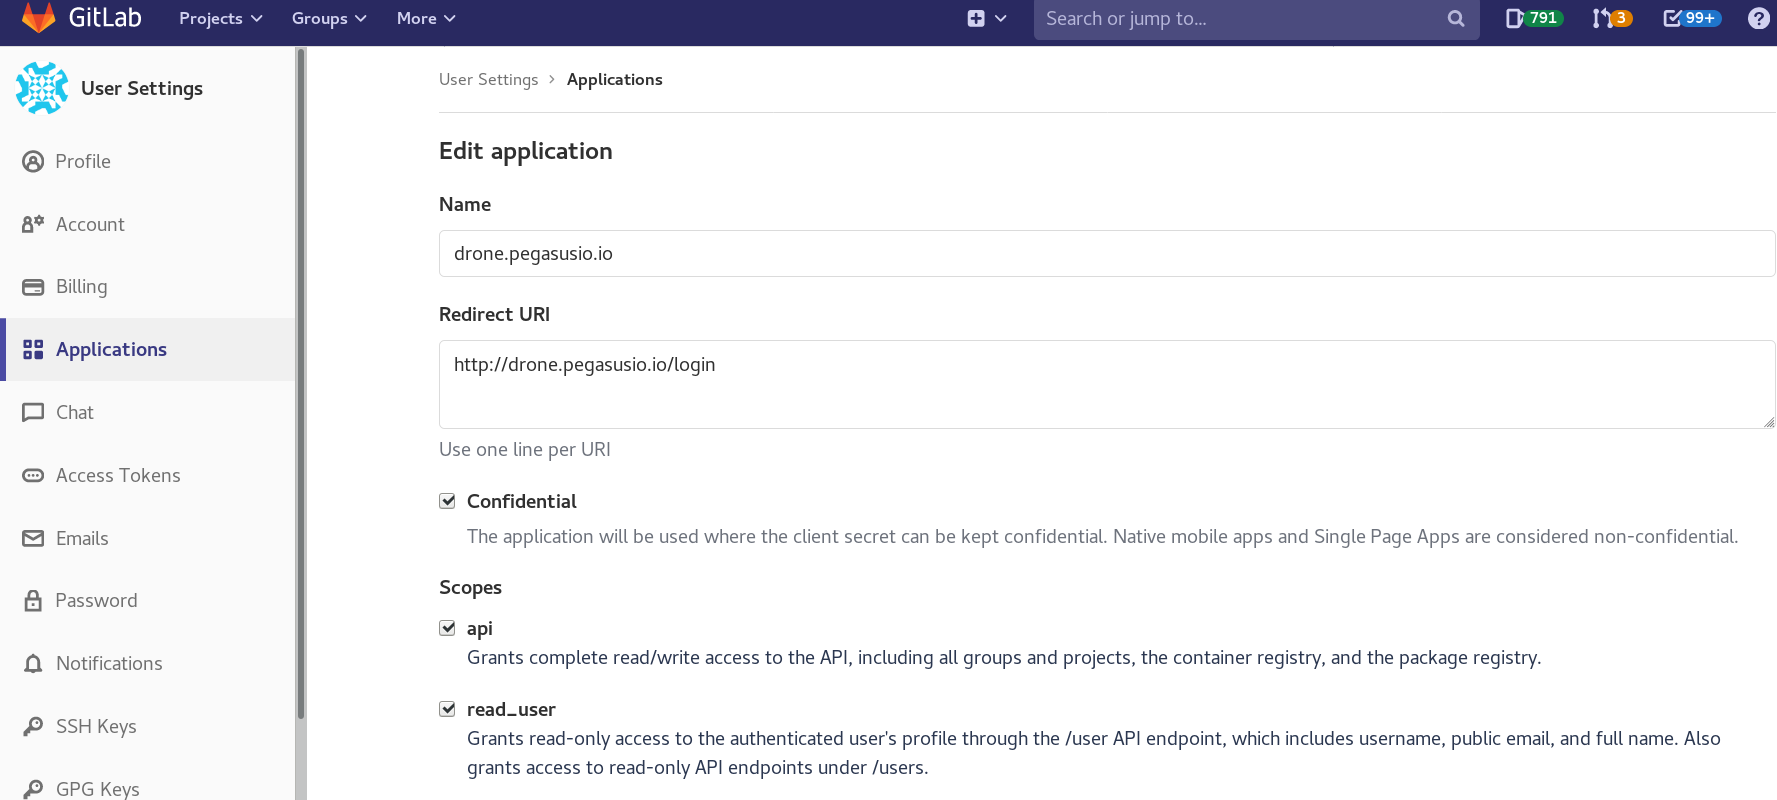 GitLab Projects Groups More Search or jump to... 791 3 99+ ?
User Settings
Profile
Account
Billing
Applications
Chat
Access Tokens
Emails
Password
Notifications
SSH Keys
GPG Keys
User Settings > Applications
Edit application
Name
drone.pegasusio.io
Redirect URI
http://drone.pegasusio.io/login
Use one line per URI
Confidential
The application will be used where the client secret can be kept confidential. Native mobile apps and Single Page Apps are considered non-confidential.
Scopes
api
Grants complete read/write access to the API, including all groups and projects, the container registry, and the package registry.
read_user
Grants read-only access to the authenticated user's profile through the /user API endpoint, which includes username, public email, and full name. Also
grants access to read-only API endpoints under /users.